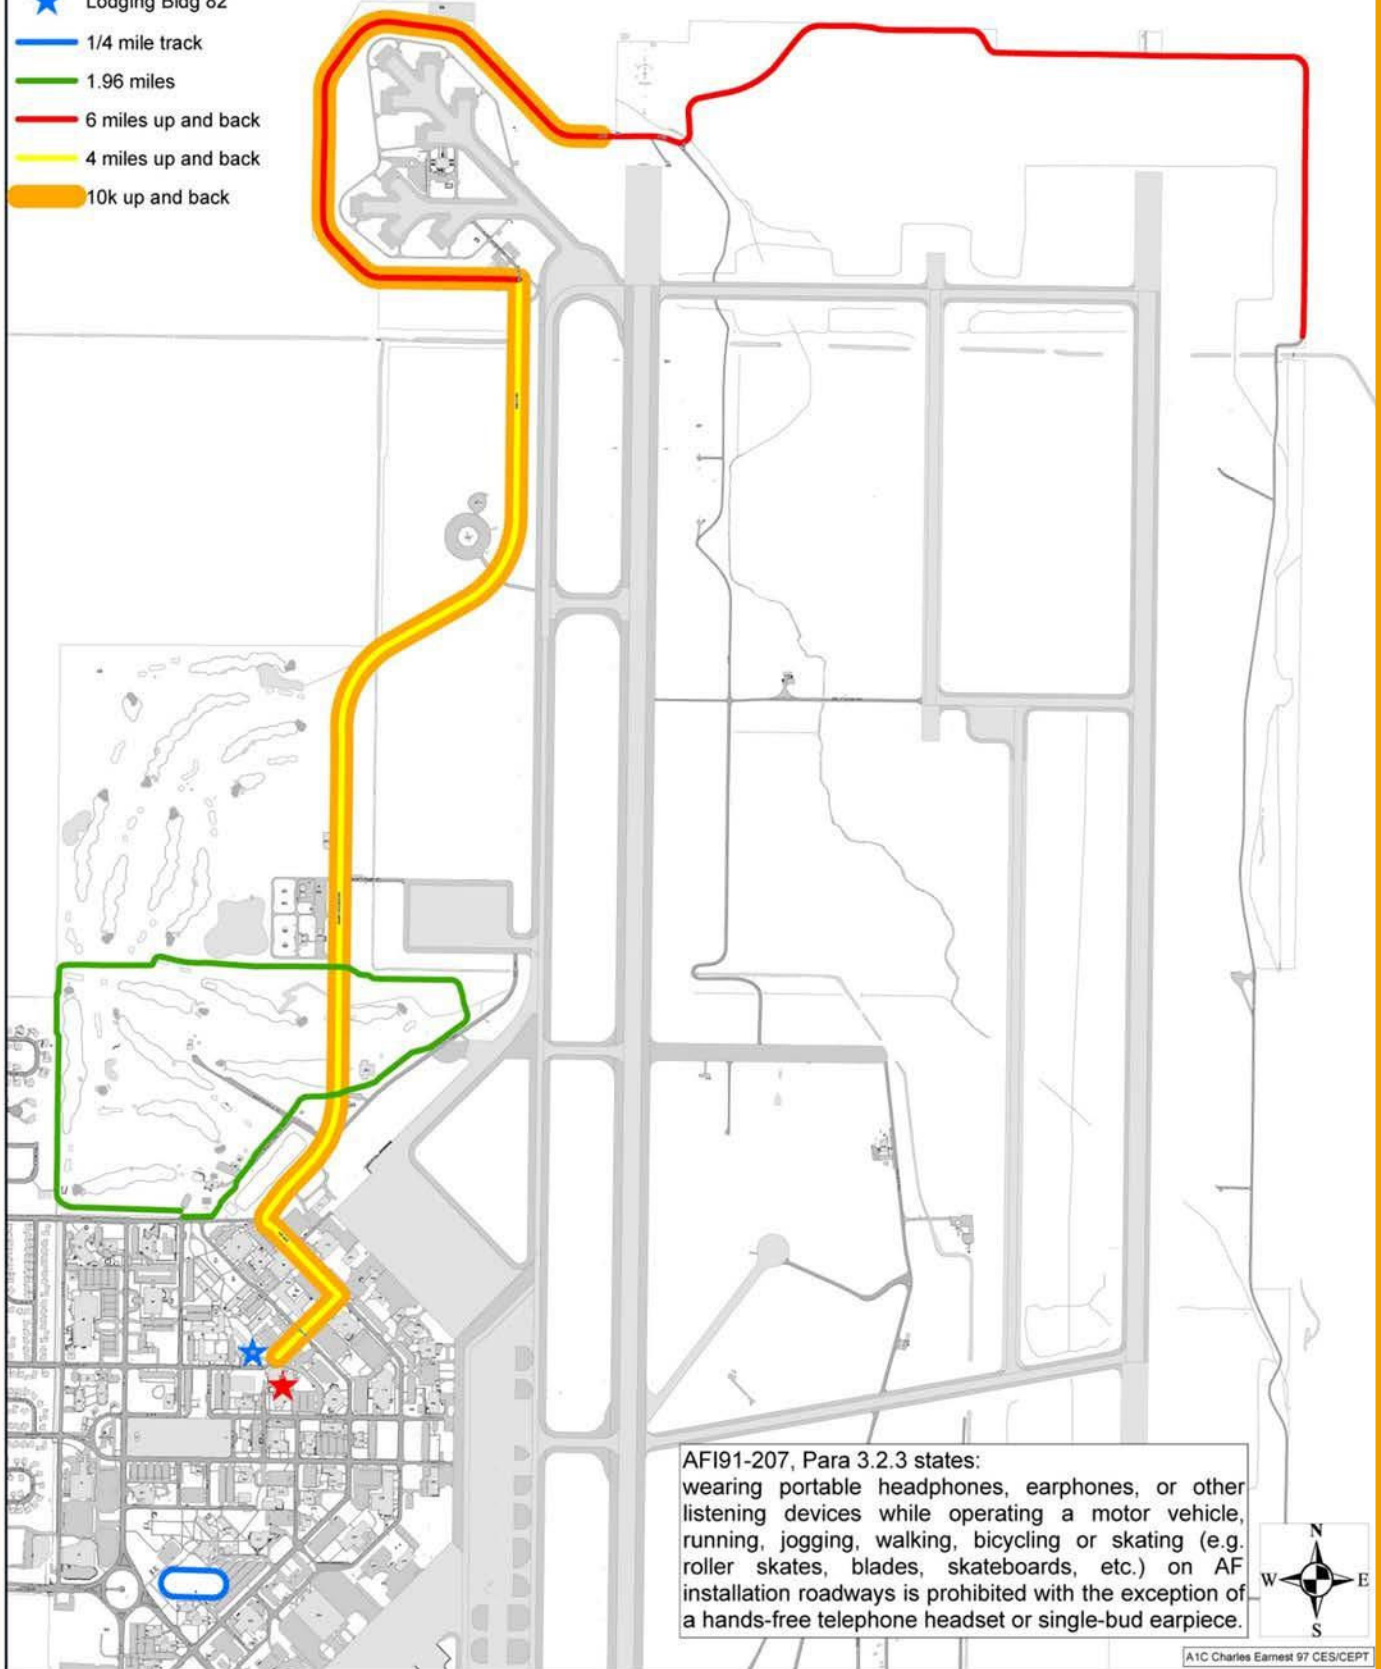 Lodging Bldg 82
1/4 mile track
1.96 miles
6 miles up and back
4 miles up and back
10k up and back
AFI91-207, Para 3.2.3 states:
wearing portable headphones, earphones, or other
listening devices while operating a motor vehicle,
running, jogging, walking, bicycling or skating (e.g.
roller skates, blades, skateboards, etc.) on AF
installation roadways is prohibited with the exception of
a hands-free telephone headset or single-bud earpiece.
N
W
E
S
A1C Charles Earnest 97 CES/CEPT